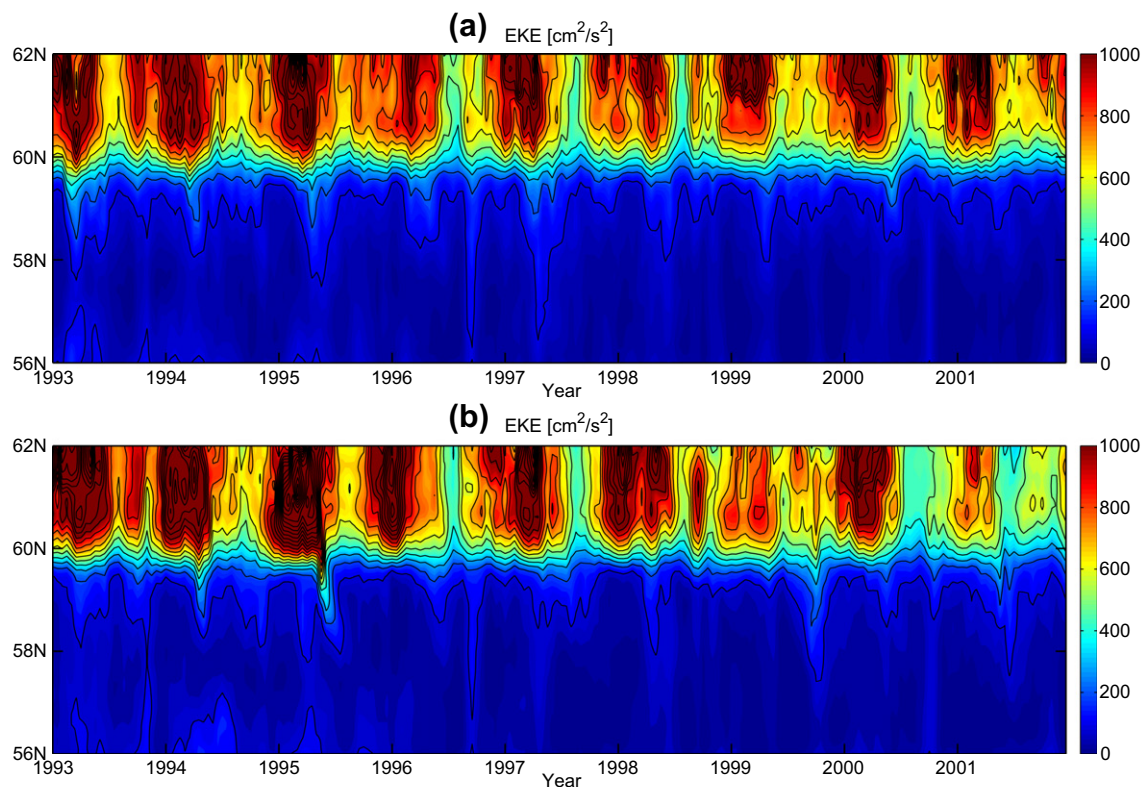 (a) EKE [cm²/s²]
62N
60N
58N
56N
1993 1994 1995 1996 1997 1998 1999 2000 2001
Year
1000
800
600
400
200
0
(b) EKE [cm²/s²]
62N
60N
58N
56N
1993 1994 1995 1996 1997 1998 1999 2000 2001
Year
1000
800
600
400
200
0